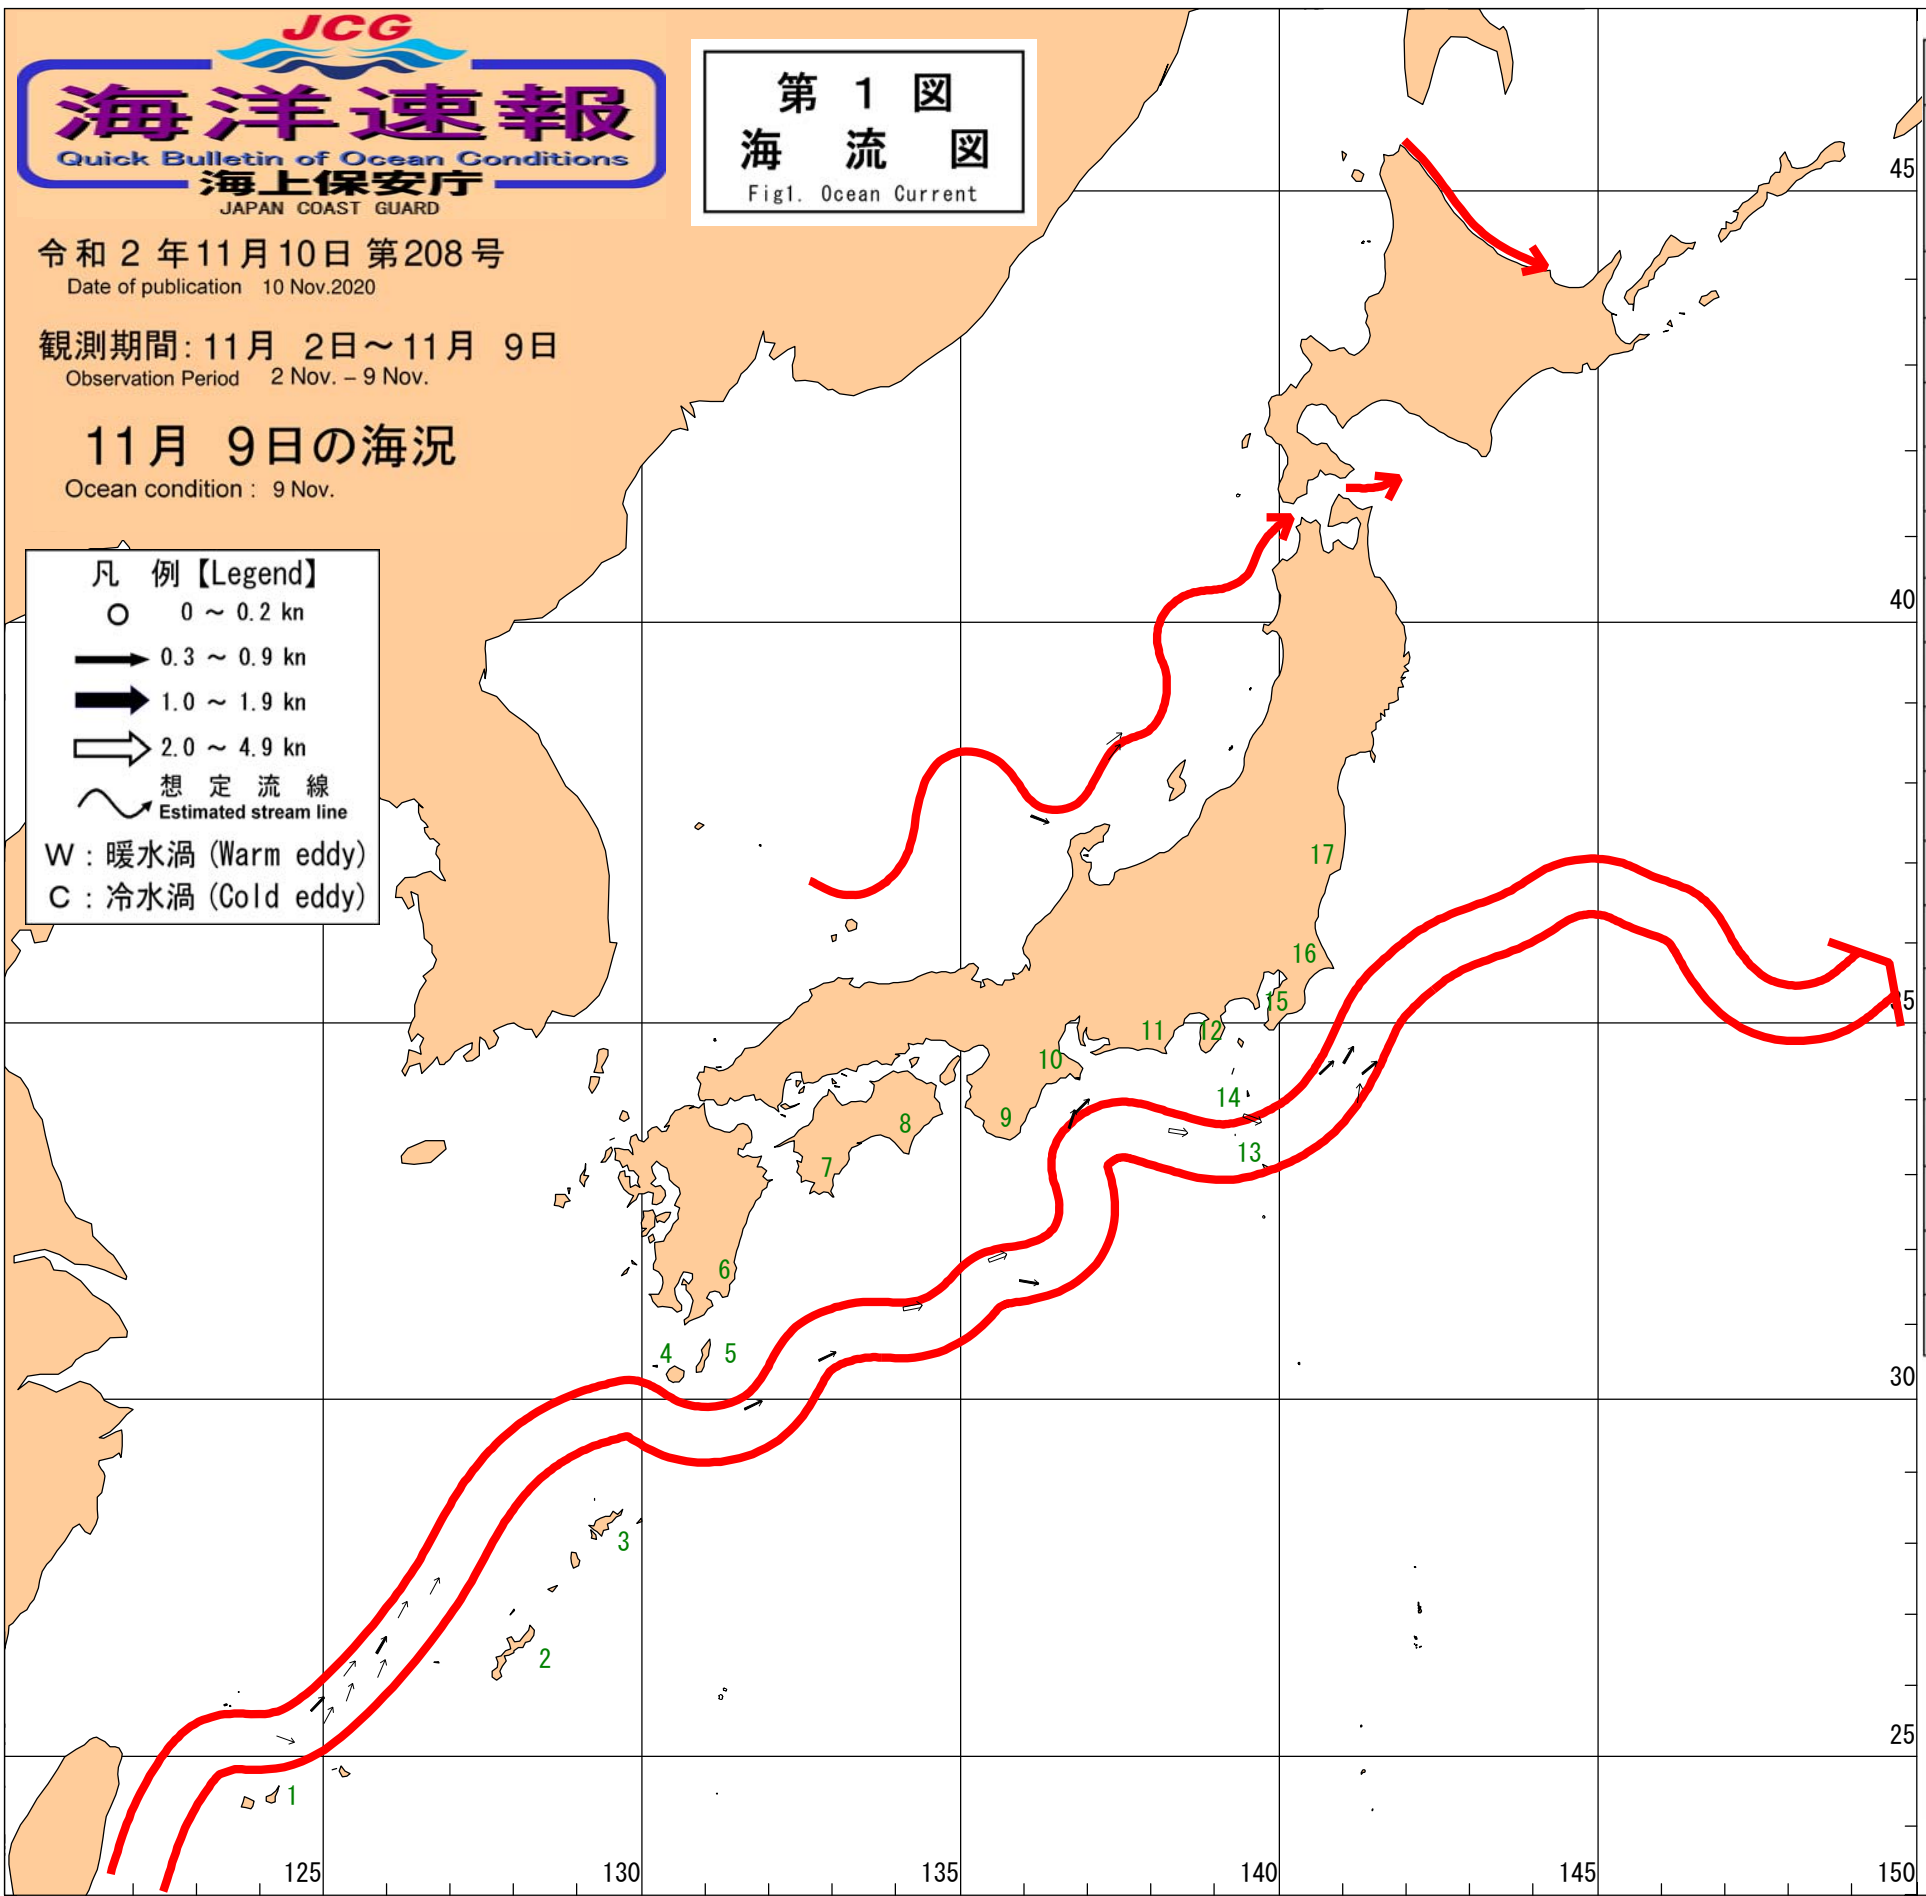 JCG
海洋速報
Quick Bulletin of Ocean Conditions
海上保安庁
JAPAN COAST GUARD
第 1 図
海 流 図
Fig1. Ocean Current
令和 2 年11月10日 第208号
Date of publication 10 Nov.2020
観測期間: 11月 2日～11月 9日
Observation Period 2 Nov. – 9 Nov.
11月 9日の海況
Ocean condition : 9 Nov.
凡 例【Legend】
0 ～ 0.2 kn
0.3 ～ 0.9 kn
1.0 ～ 1.9 kn
2.0 ～ 4.9 kn
想 定 流 線
Estimated stream line
W : 暖水渦 (Warm eddy)
C : 冷水渦 (Cold eddy)
45
40
35
30
25
17
16
15
12
11
10
14
13
9
8
7
6
5
4
3
2
1
125
130
135
140
145
150